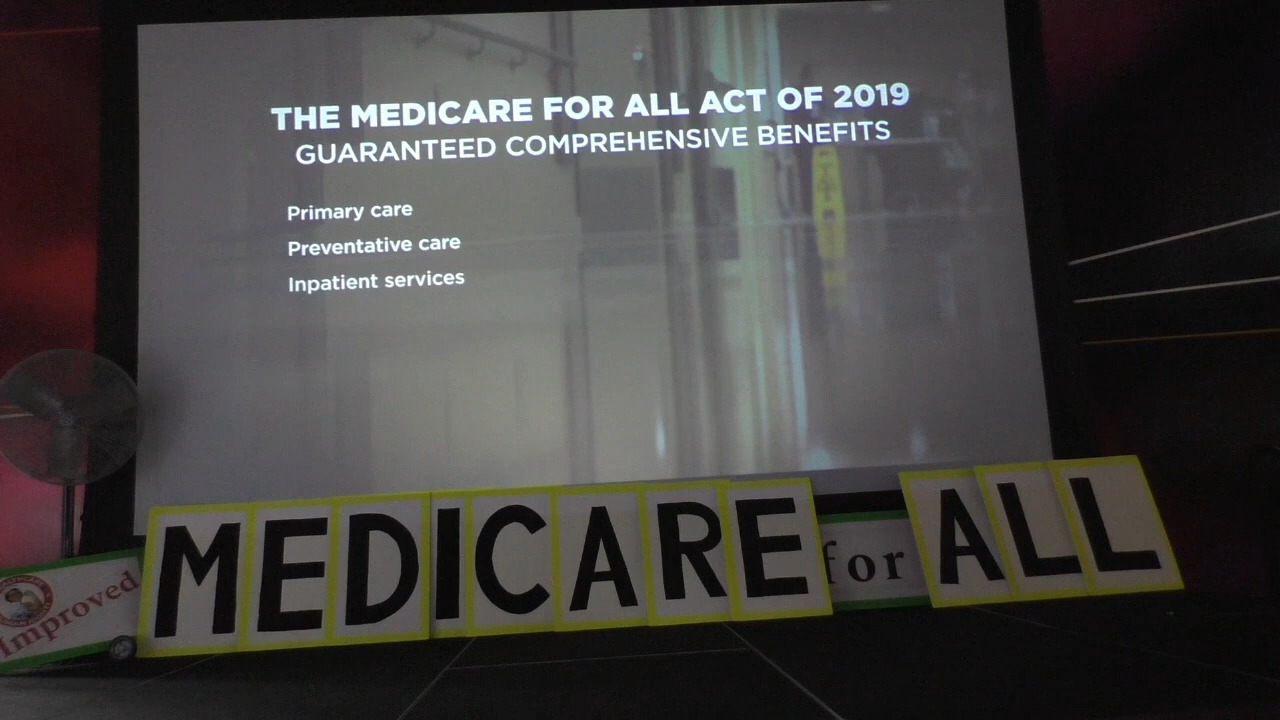 THE MEDICARE FOR ALL ACT OF 2019
GUARANTEED COMPREHENSIVE BENEFITS
Primary care
Preventative care
Inpatient services
Improved MEDICARE for ALL